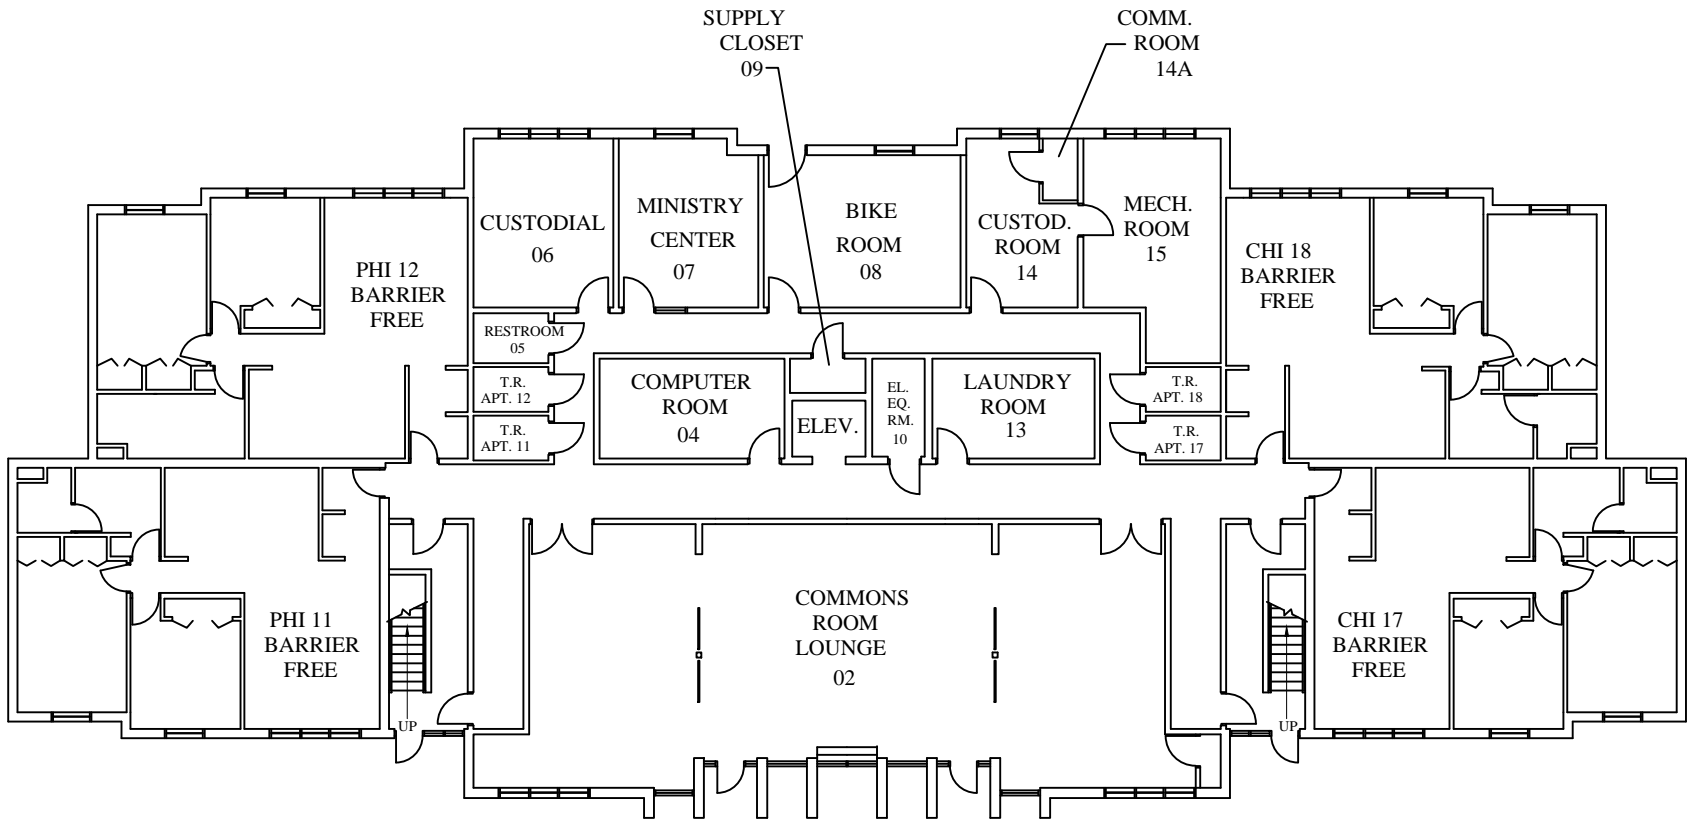 SUPPLY
CLOSET
09
COMM.
ROOM
14A
CUSTODIAL
06
MINISTRY
CENTER
07
BIKE
ROOM
08
CUSTOD.
ROOM
14
MECH.
ROOM
15
PHI 12
BARRIER
FREE
CHI 18
BARRIER
FREE
RESTROOM
05
T.R.
APT. 12
T.R.
APT. 11
COMPUTER
ROOM
04
ELEV.
EL.
EQ.
RM.
10
LAUNDRY
ROOM
13
T.R.
APT. 18
T.R.
APT. 17
PHI 11
BARRIER
FREE
UP
COMMONS
ROOM
LOUNGE
02
UP
CHI 17
BARRIER
FREE